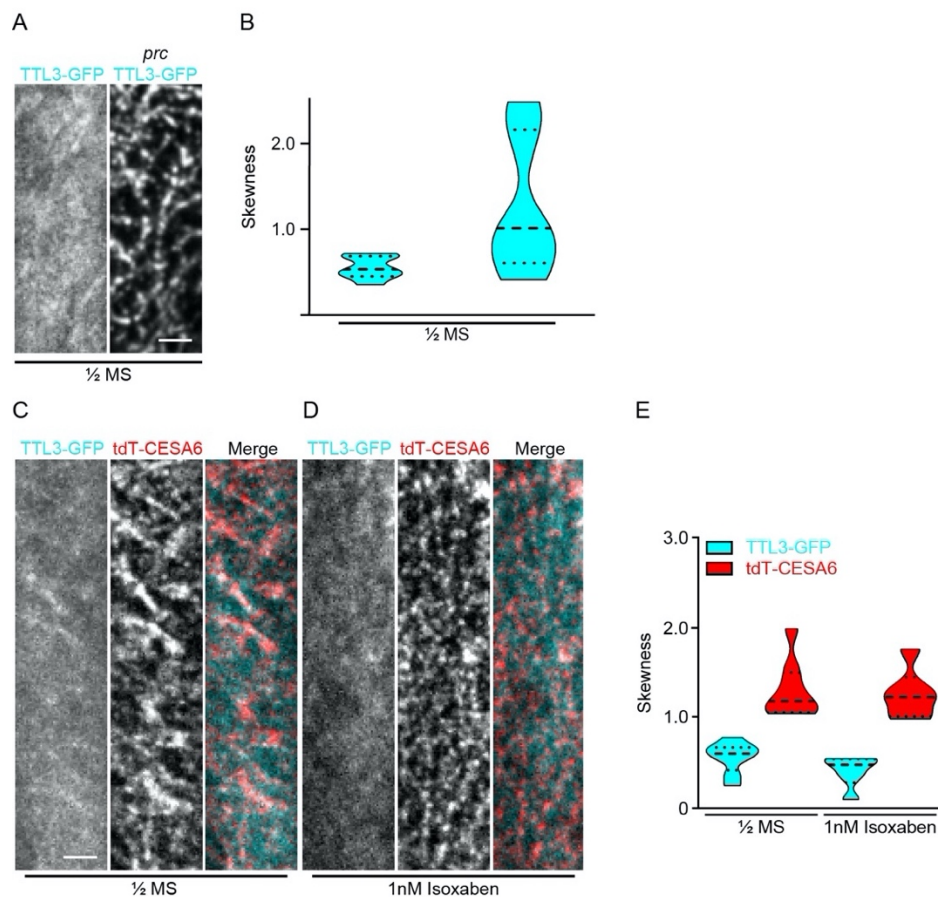 A
prc
TTL3-GFP TTL3-GFP
½ MS
B
Skewness
2.0
1.0
½ MS
C
TTL3-GFP tdT-CESA6 Merge
½ MS
D
TTL3-GFP tdT-CESA6 Merge
1nM Isoxaben
E
Skewness
3.0
2.0
1.0
0
TTL3-GFP
tdT-CESA6
½ MS 1nM Isoxaben